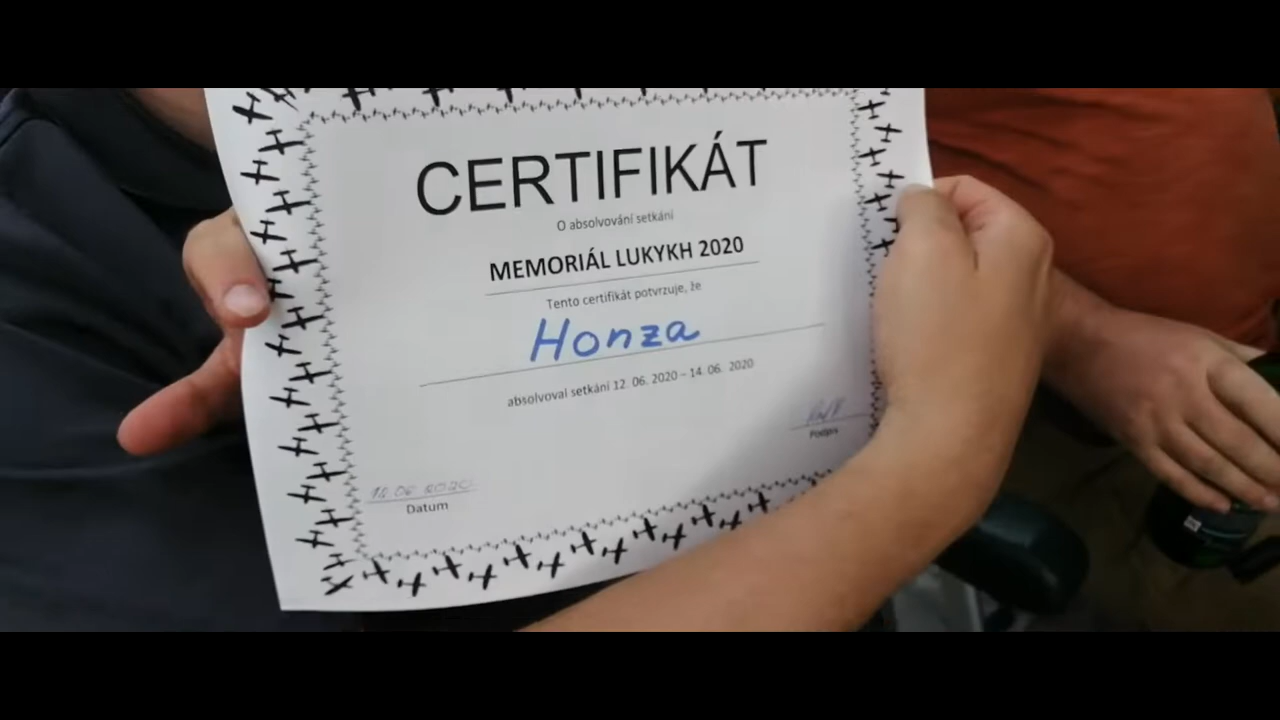 CERTIFIKÁT
O absolvování setkání
MEMORIÁL LUKYKH 2020
Tento certifikát potvrzuje, že
Honza
absolvoval setkání 12. 06. 2020 – 14. 06. 2020
Podpis
12.06.2020
Datum